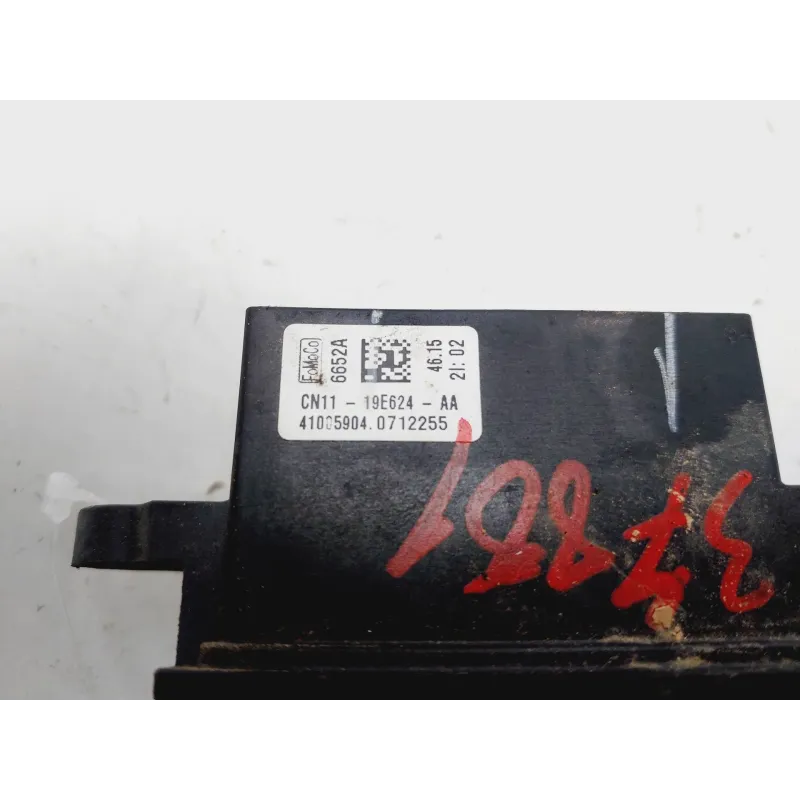 FoMoCo
6652A
46.15
21:02
CN11 - 19E624 - AA
41005904.0712255